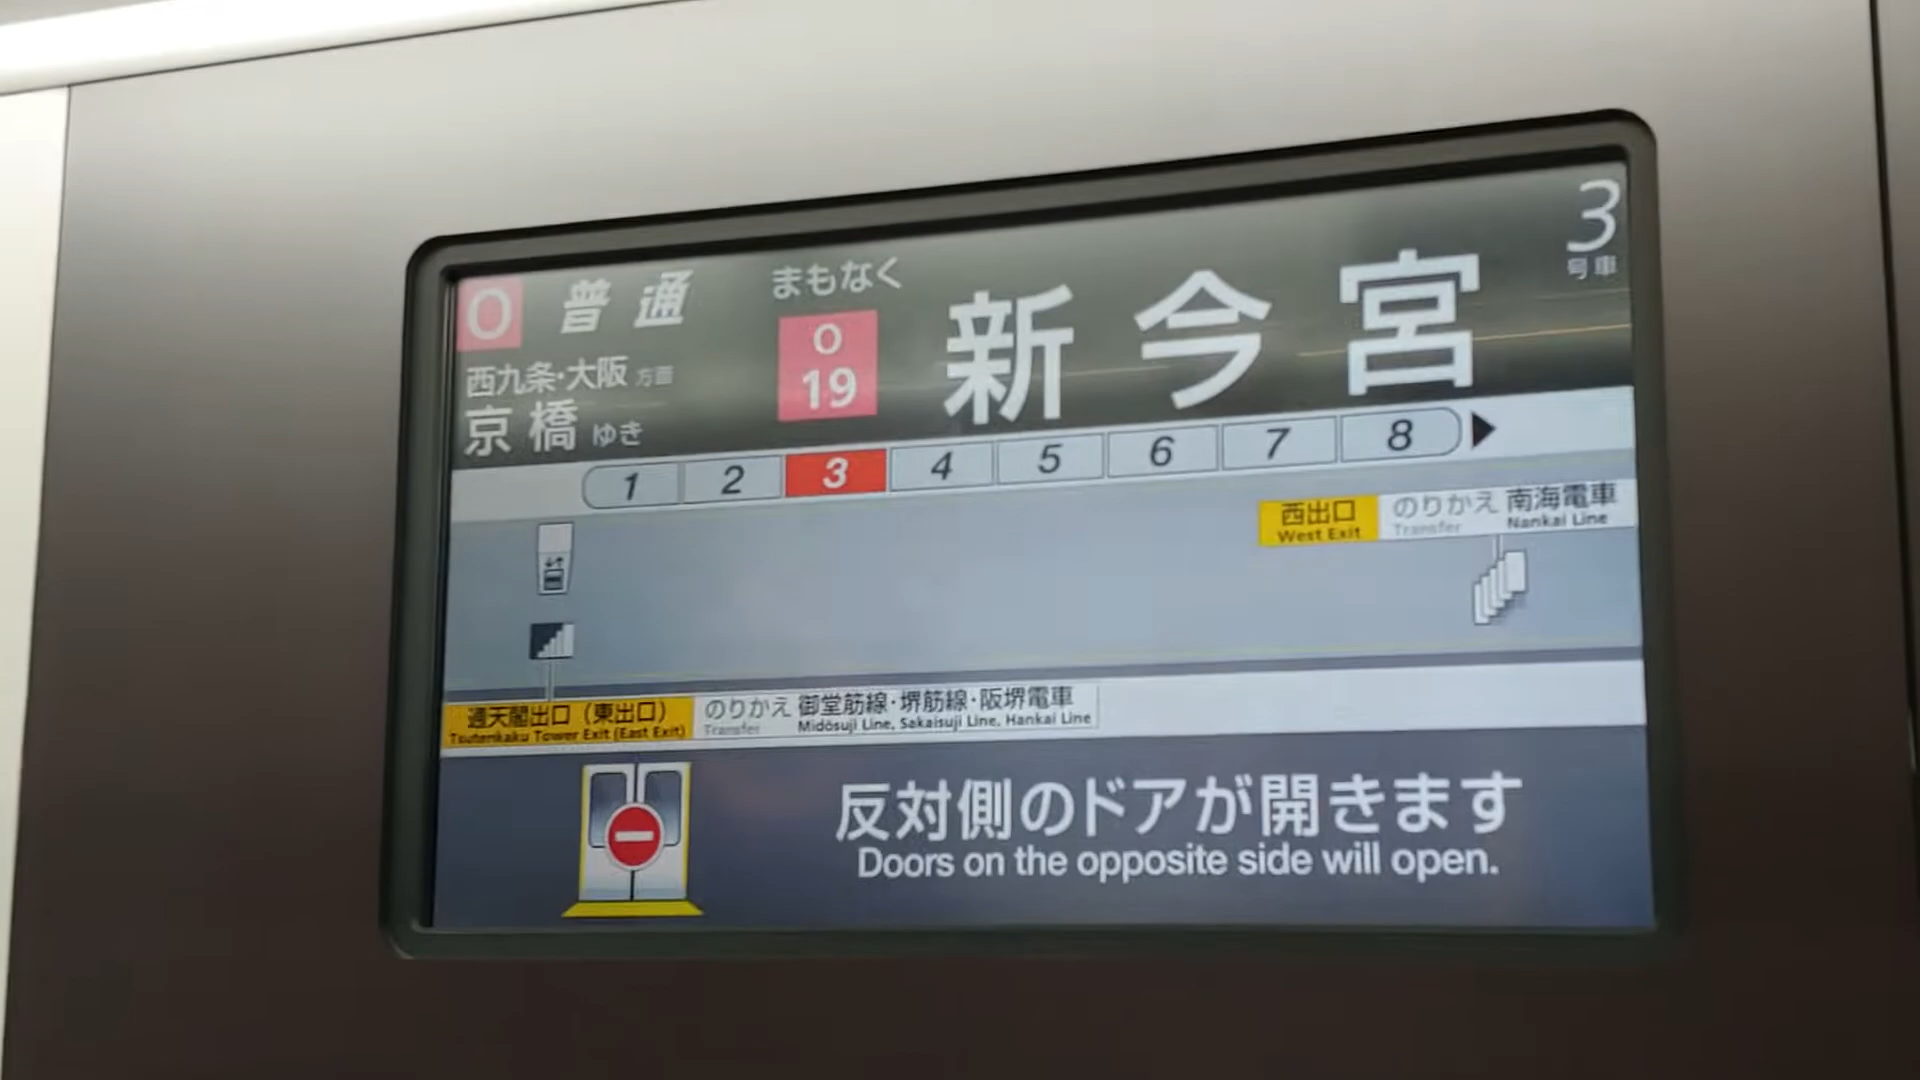 O 普通
西九条・大阪 方面
京橋 ゆき
まもなく
O
19
新今宮
3
号車
1 2 3 4 5 6 7 8
西出口
West Exit
のりかえ 南海電車
Transfer Nankai Line
通天閣出口（東出口）
Tsutenkaku Tower Exit (East Exit)
のりかえ 御堂筋線・堺筋線・阪堺電車
Transfer Midōsuji Line, Sakaisuji Line, Hankai Line
反対側のドアが開きます
Doors on the opposite side will open.